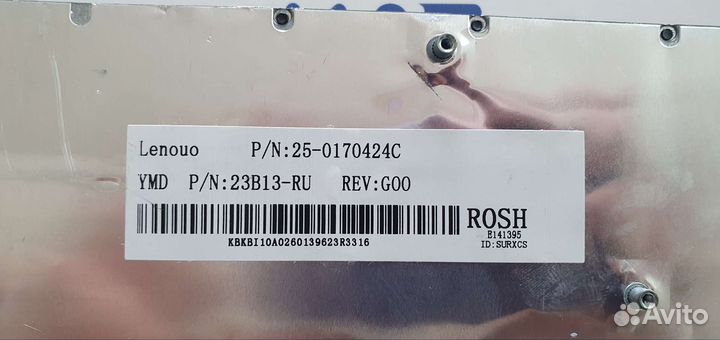 Lenouo P/N:25-0170424C
YMD P/N:23B13-RU REV:G00
ROSH
E141395
KBKBI10A0260139623R3316
ID:SURXCS
Avito